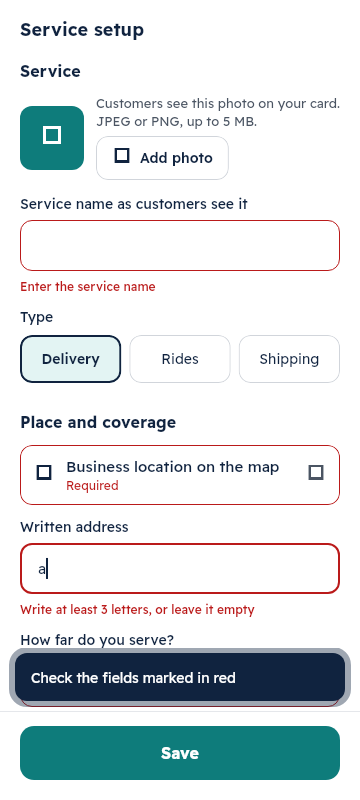 Service setup
Service
Customers see this photo on your card.
JPEG or PNG, up to 5 MB.
Add photo
Service name as customers see it
Enter the service name
Type
Delivery
Rides
Shipping
Place and coverage
Business location on the map
Required
Written address
a
Write at least 3 letters, or leave it empty
How far do you serve?
Check the fields marked in red
Save